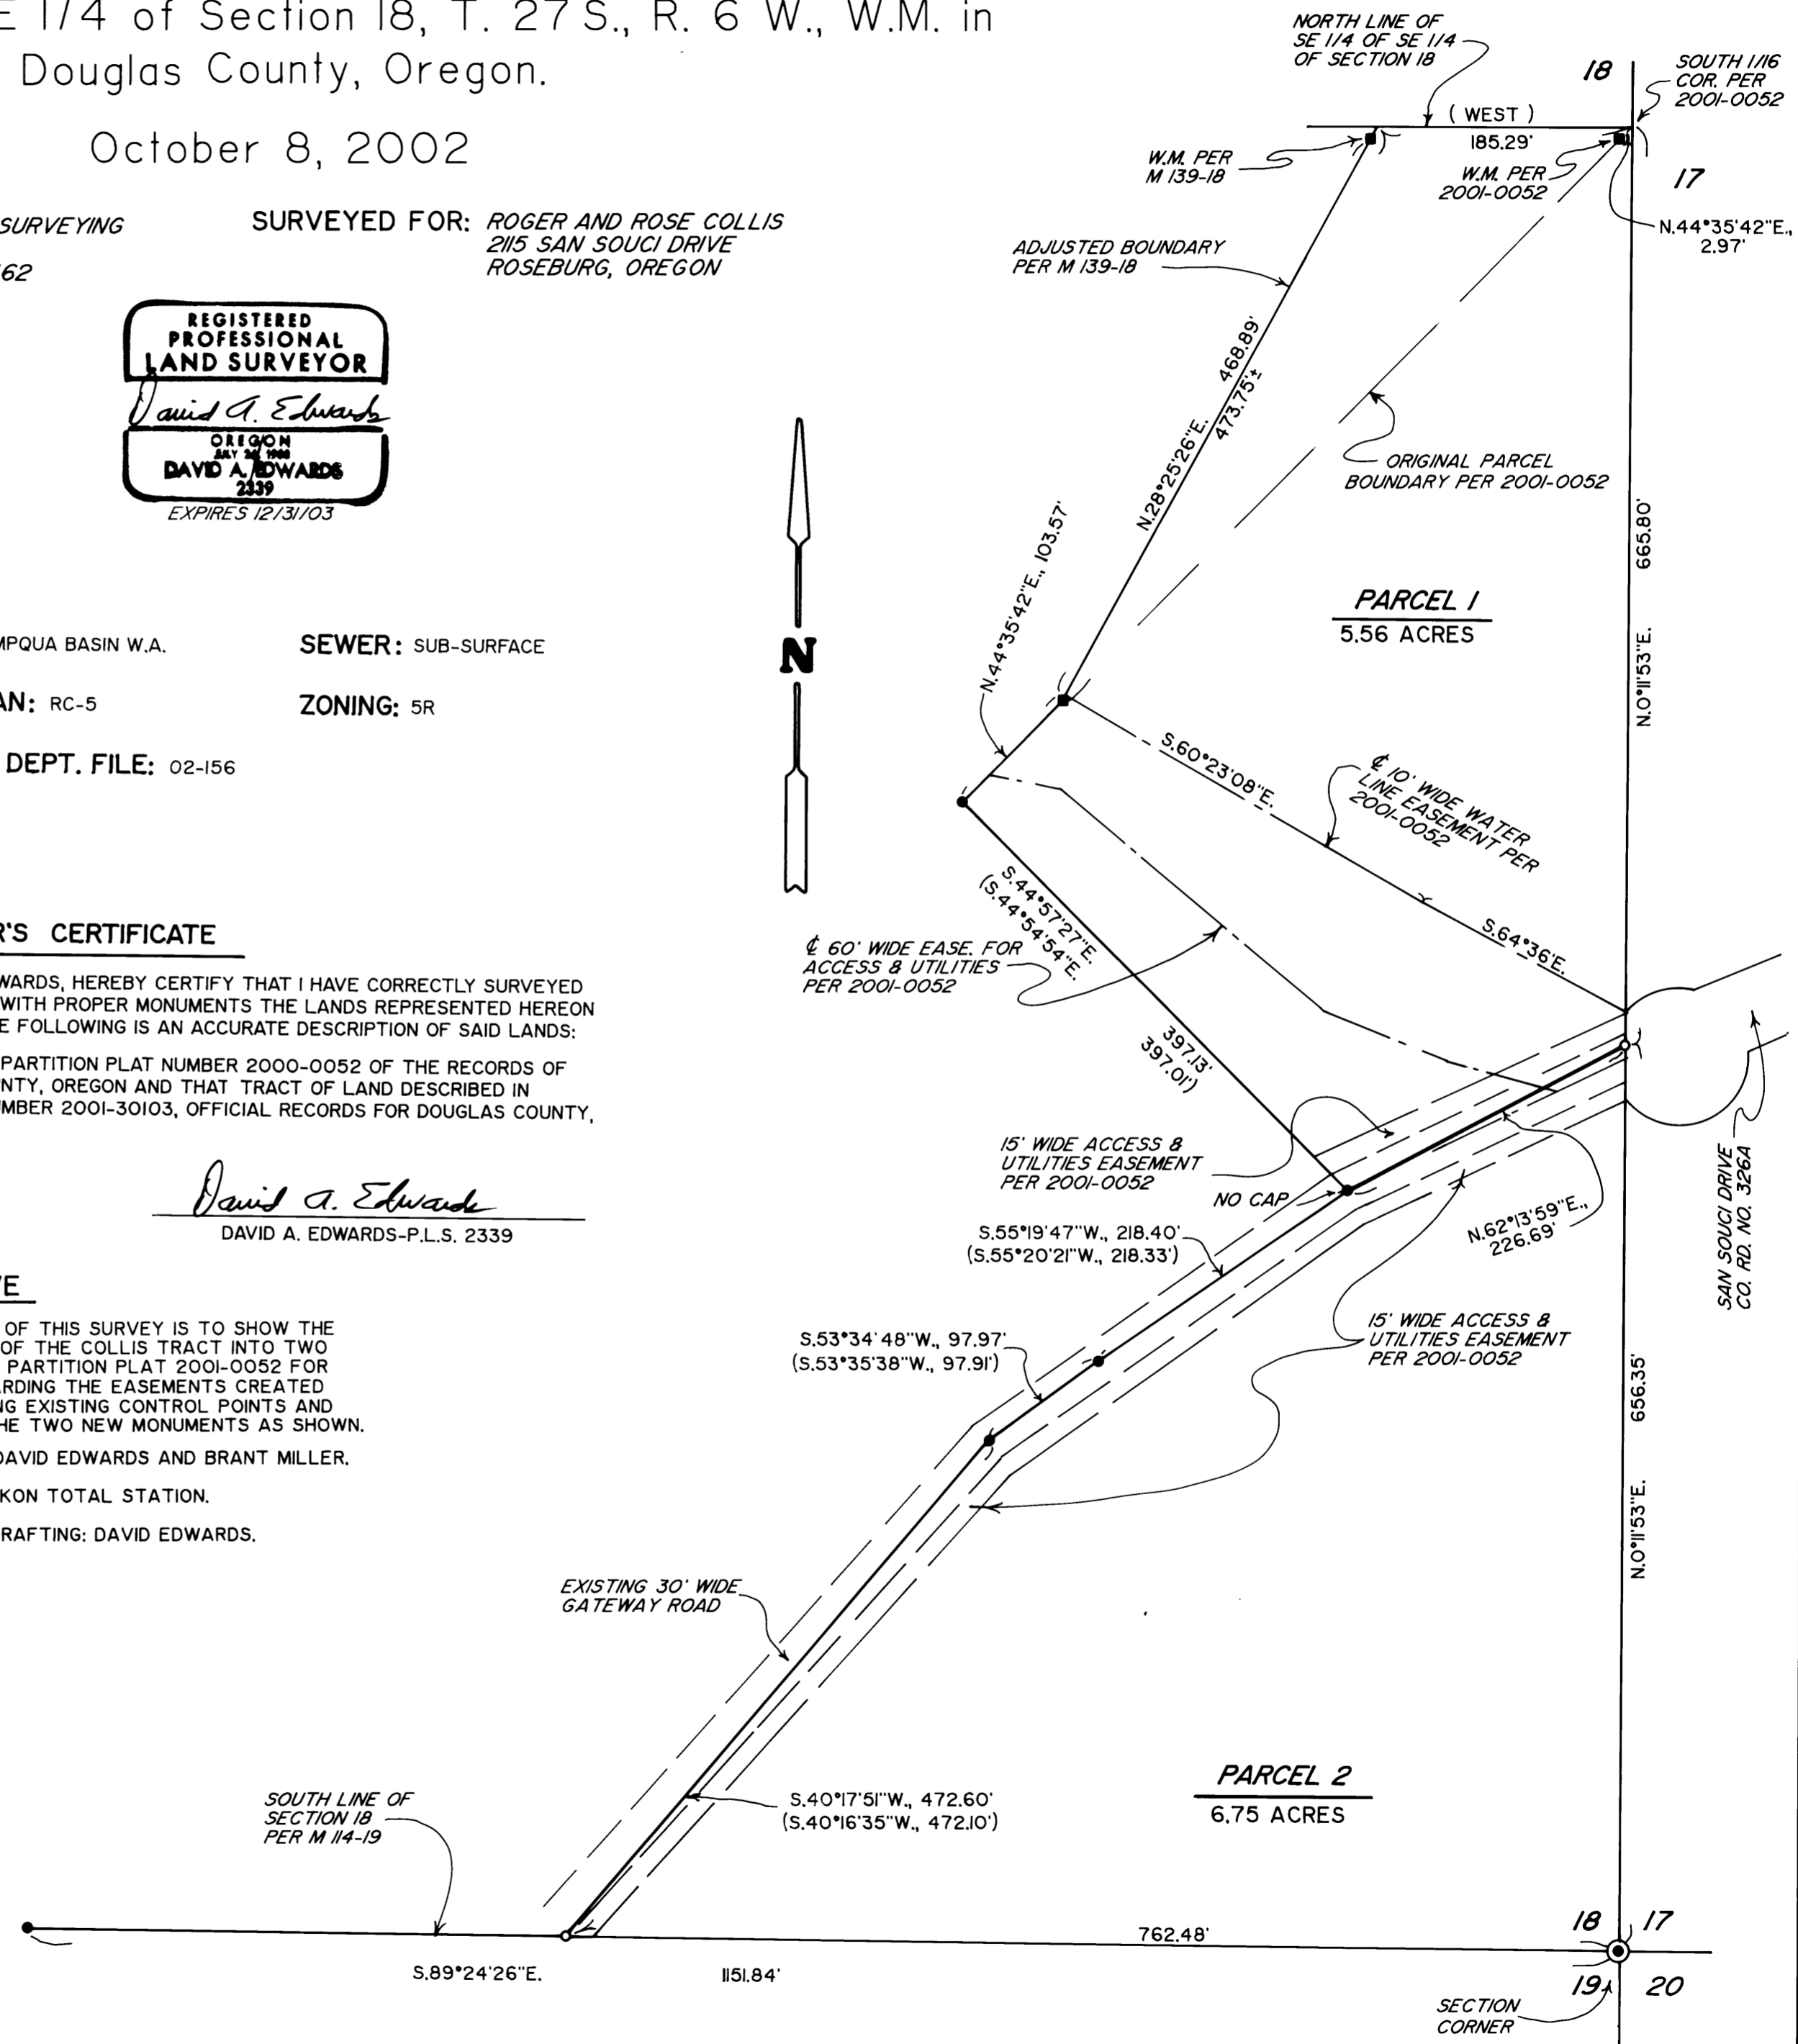 E 1/4 of Section 18, T. 27 S., R. 6 W., W.M. in
Douglas County, Oregon.
October 8, 2002
SURVEYING
62
SURVEYED FOR: ROGER AND ROSE COLLIS
2115 SAN SOUCI DRIVE
ROSEBURG, OREGON
REGISTERED
PROFESSIONAL
LAND SURVEYOR
David A. Edwards
OREGON
DAVID A. EDWARDS
2339
EXPIRES 12/31/03
MPQUA BASIN W.A.
SEWER: SUB-SURFACE
AN: RC-5
ZONING: 5R
DEPT. FILE: 02-156
N
R'S CERTIFICATE
WARDS, HEREBY CERTIFY THAT I HAVE CORRECTLY SURVEYED
WITH PROPER MONUMENTS THE LANDS REPRESENTED HEREON
E FOLLOWING IS AN ACCURATE DESCRIPTION OF SAID LANDS:
PARTITION PLAT NUMBER 2000-0052 OF THE RECORDS OF
NTY, OREGON AND THAT TRACT OF LAND DESCRIBED IN
UMBER 2001-30103, OFFICIAL RECORDS FOR DOUGLAS COUNTY,
David A. Edwards
DAVID A. EDWARDS-P.L.S. 2339
VE
OF THIS SURVEY IS TO SHOW THE
OF THE COLLIS TRACT INTO TWO
PARTITION PLAT 2001-0052 FOR
ARDING THE EASEMENTS CREATED
NG EXISTING CONTROL POINTS AND
HE TWO NEW MONUMENTS AS SHOWN.
DAVID EDWARDS AND BRANT MILLER.
KON TOTAL STATION.
RAFTING: DAVID EDWARDS.
NORTH LINE OF
SE 1/4 OF SE 1/4
OF SECTION 18
18
SOUTH 1/16
COR. PER
2001-0052
( WEST )
185.29'
W.M. PER
M 139-18
W.M. PER
2001-0052
17
N.44°35'42"E.,
2.97'
ADJUSTED BOUNDARY
PER M 139-18
468.89'
473.75'±
N.28°25'26"E.
ORIGINAL PARCEL
BOUNDARY PER 2001-0052
665.80'
N.0°11'53"E.
N.44°35'42"E., 103.57'
PARCEL 1
5.56 ACRES
S.60°23'08"E.
₵ 10' WIDE WATER
LINE EASEMENT PER
2001-0052
S.64°36'E.
S.44°57'27"E.
(S.44°54'54"E.
397.13'
397.01')
₵ 60' WIDE EASE. FOR
ACCESS & UTILITIES
PER 2001-0052
15' WIDE ACCESS &
UTILITIES EASEMENT
PER 2001-0052
NO CAP
N.62°13'59"E.,
226.69'
SAN SOUCI DRIVE
CO. RD. NO. 326A
S.55°19'47"W., 218.40'
(S.55°20'21"W., 218.33')
15' WIDE ACCESS &
UTILITIES EASEMENT
PER 2001-0052
S.53°34'48"W., 97.97'
(S.53°35'38"W., 97.91')
656.35'
N.0°11'53"E.
EXISTING 30' WIDE
GATEWAY ROAD
S.40°17'51"W., 472.60'
(S.40°16'35"W., 472.10')
PARCEL 2
6.75 ACRES
SOUTH LINE OF
SECTION 18
PER M 114-19
762.48'
S.89°24'26"E.
1151.84'
18 17
19 20
SECTION
CORNER